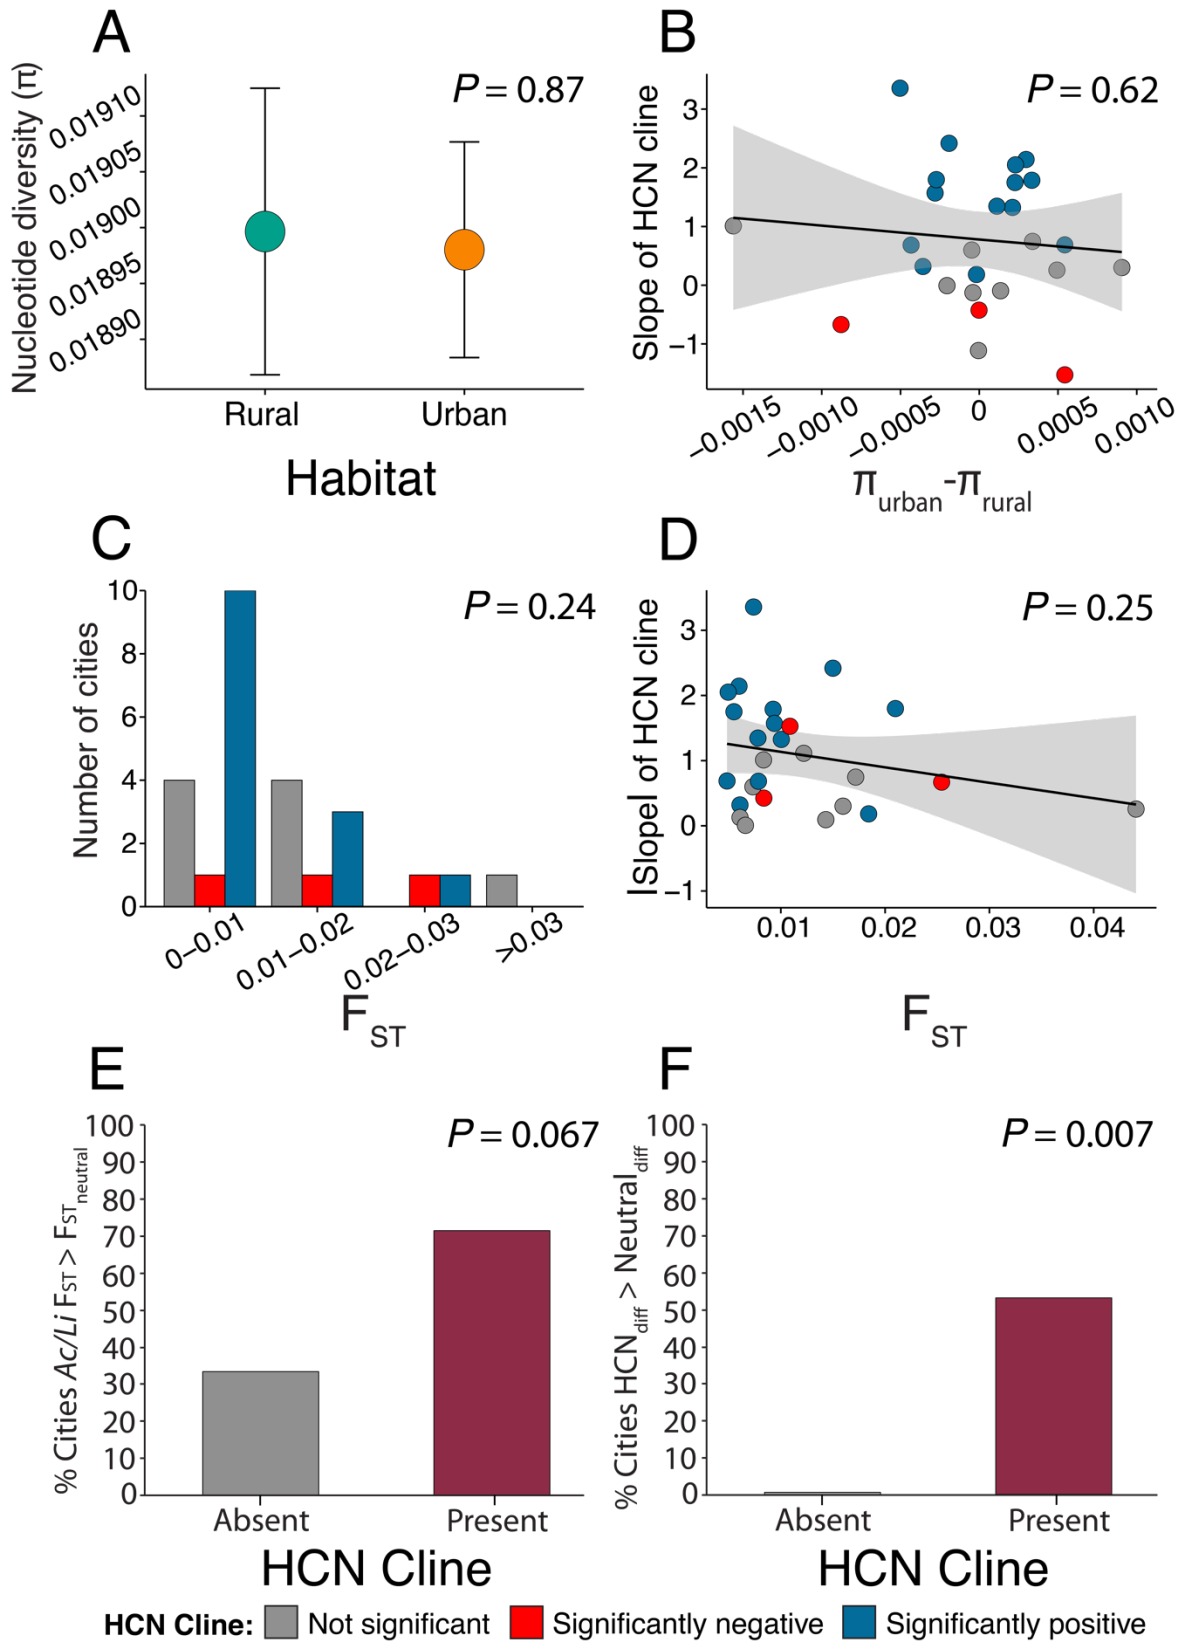 A
Nucleotide diversity (π)
0.01910
0.01905
0.01900
0.01895
0.01890
P = 0.87
Rural
Urban
Habitat
B
Slope of HCN cline
3
2
1
0
−1
P = 0.62
−0.0015
−0.0010
−0.0005
0
0.0005
0.0010
πurban-πrural
C
Number of cities
10
8
6
4
2
0
P = 0.24
0−0.01
0.01−0.02
0.02−0.03
>0.03
FST
D
|Slope| of HCN cline
3
2
1
0
−1
P = 0.25
0.01
0.02
0.03
0.04
FST
E
% Cities Ac/Li FST > FSTneutral
100
90
80
70
60
50
40
30
20
10
0
P = 0.067
Absent
Present
HCN Cline
F
% Cities HCNdiff > Neutraldiff
100
90
80
70
60
50
40
30
20
10
0
P = 0.007
Absent
Present
HCN Cline
HCN Cline: Not significant Significantly negative Significantly positive